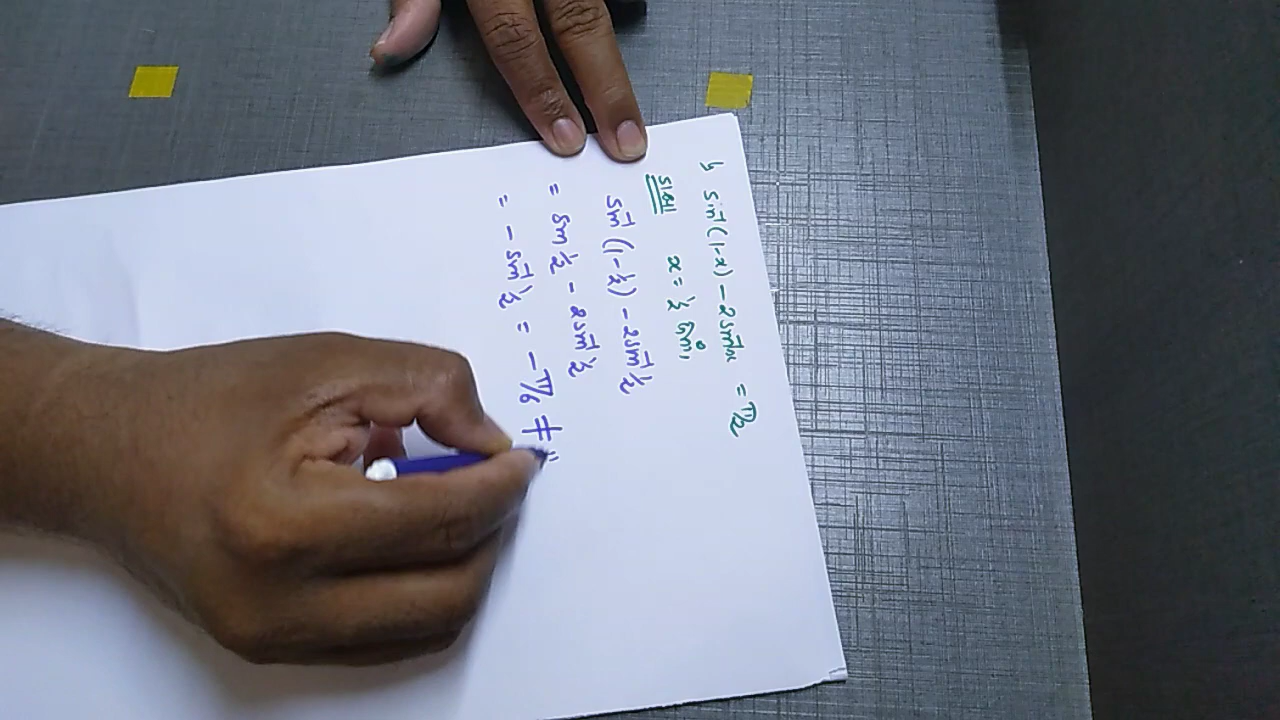 ↳ sin⁻¹(1-x) - 2sin⁻¹x = π/2
x = ½
sin⁻¹(1-½) - 2sin⁻¹½
= sin⁻¹½ - 2sin⁻¹½
= - sin⁻¹½ = -π/6 ≠